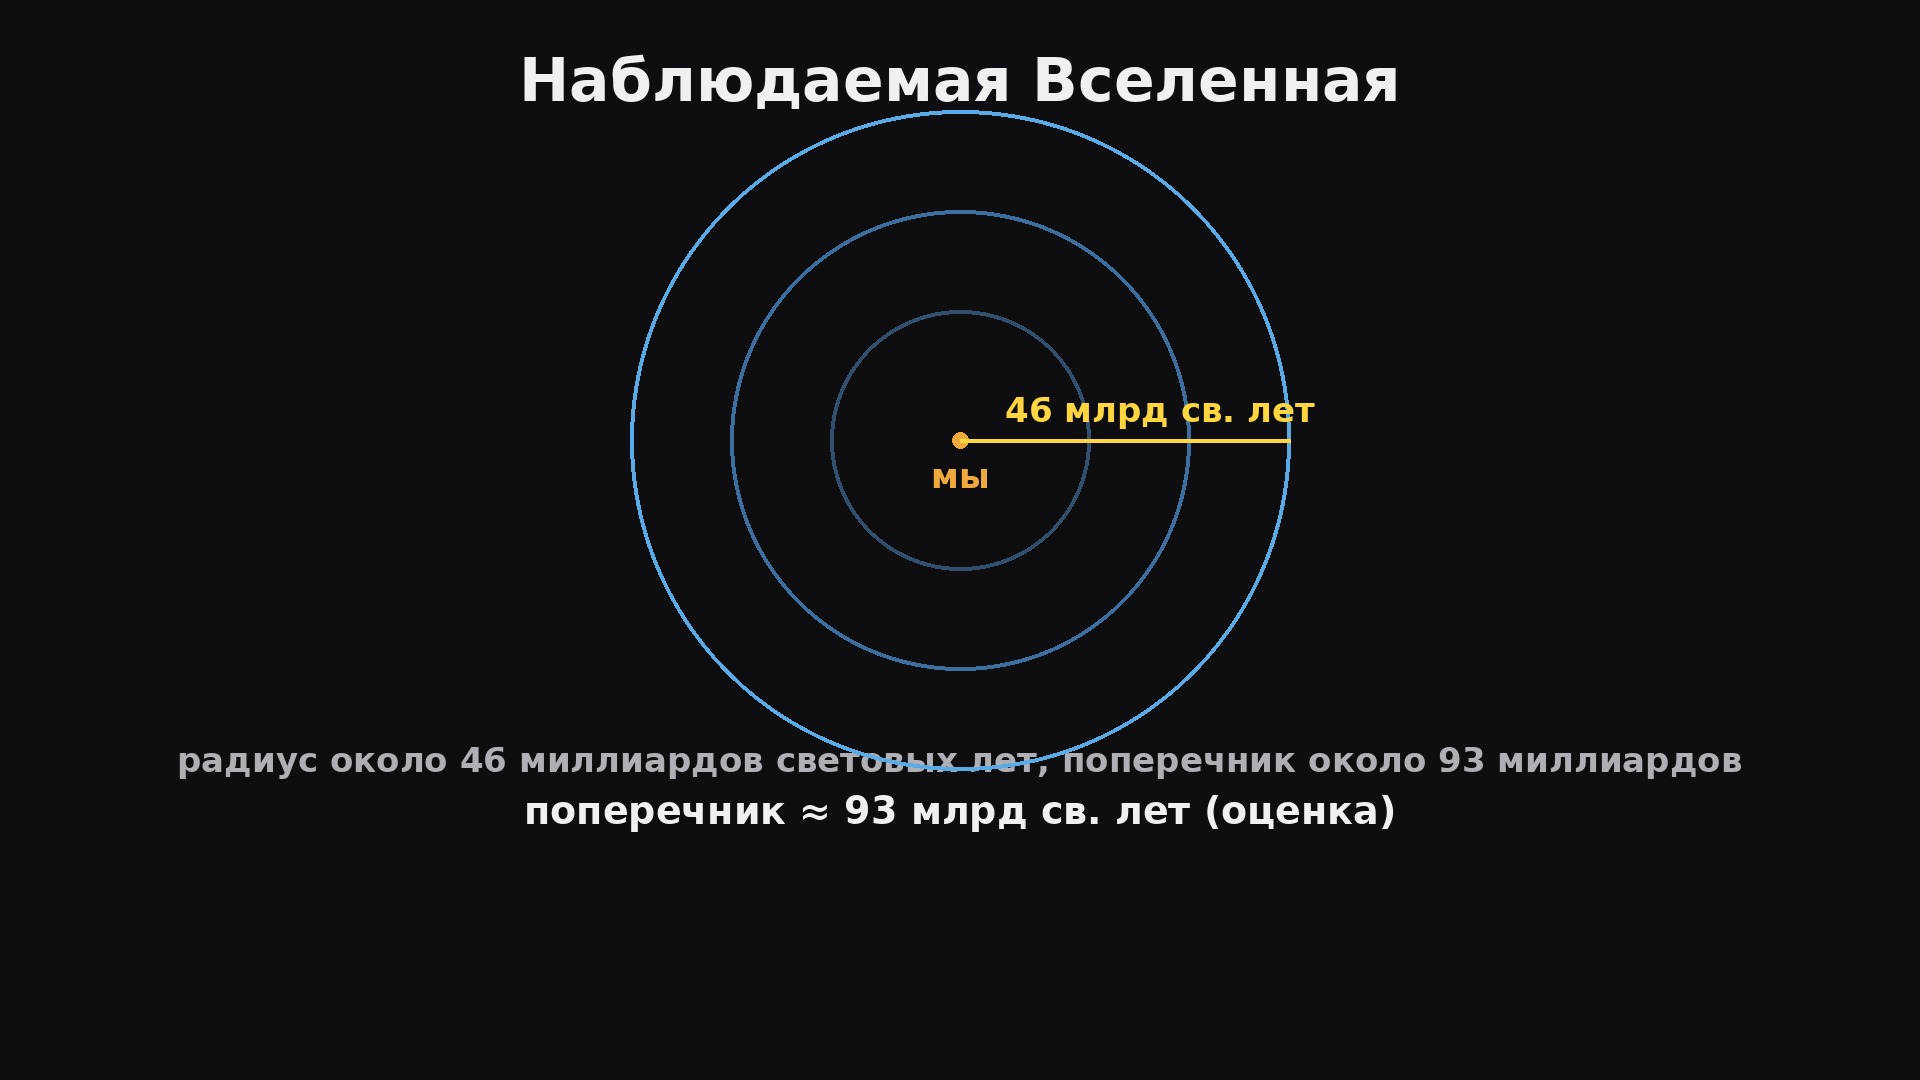 Наблюдаемая Вселенная
46 млрд св. лет
мы
радиус около 46 миллиардов световых лет, поперечник около 93 миллиардов
поперечник ≈ 93 млрд св. лет (оценка)